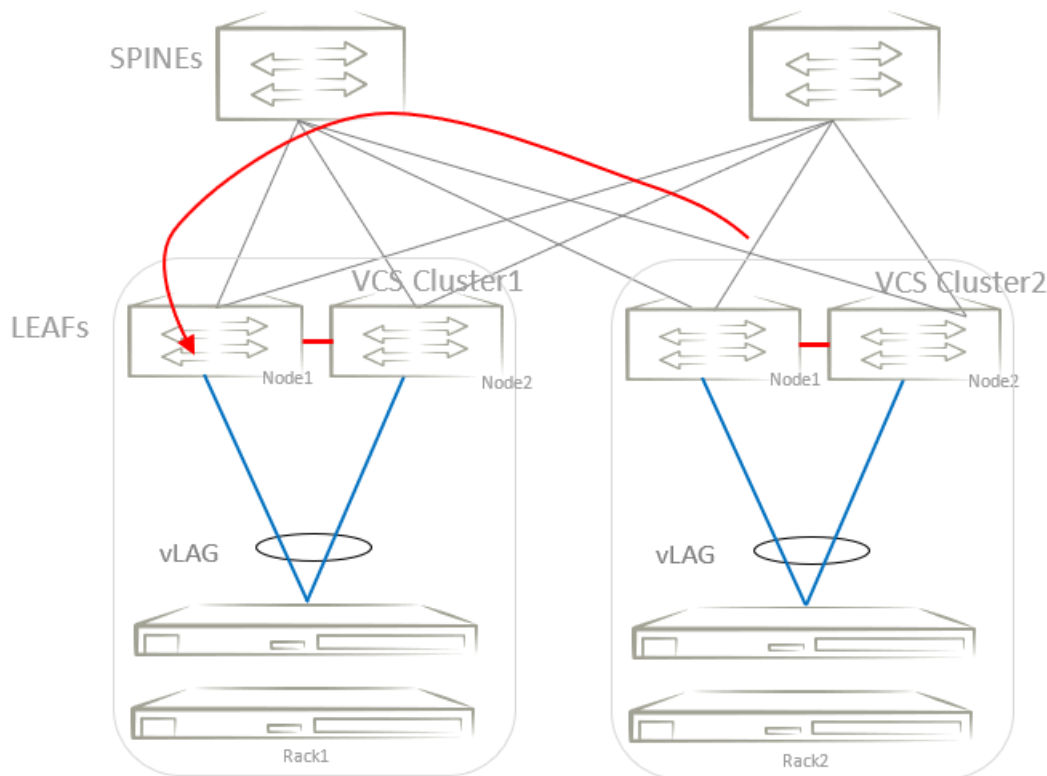 SPINEs
VCS Cluster1
VCS Cluster2
LEAFs
Node1
Node2
Node1
Node2
vLAG
vLAG
Rack1
Rack2